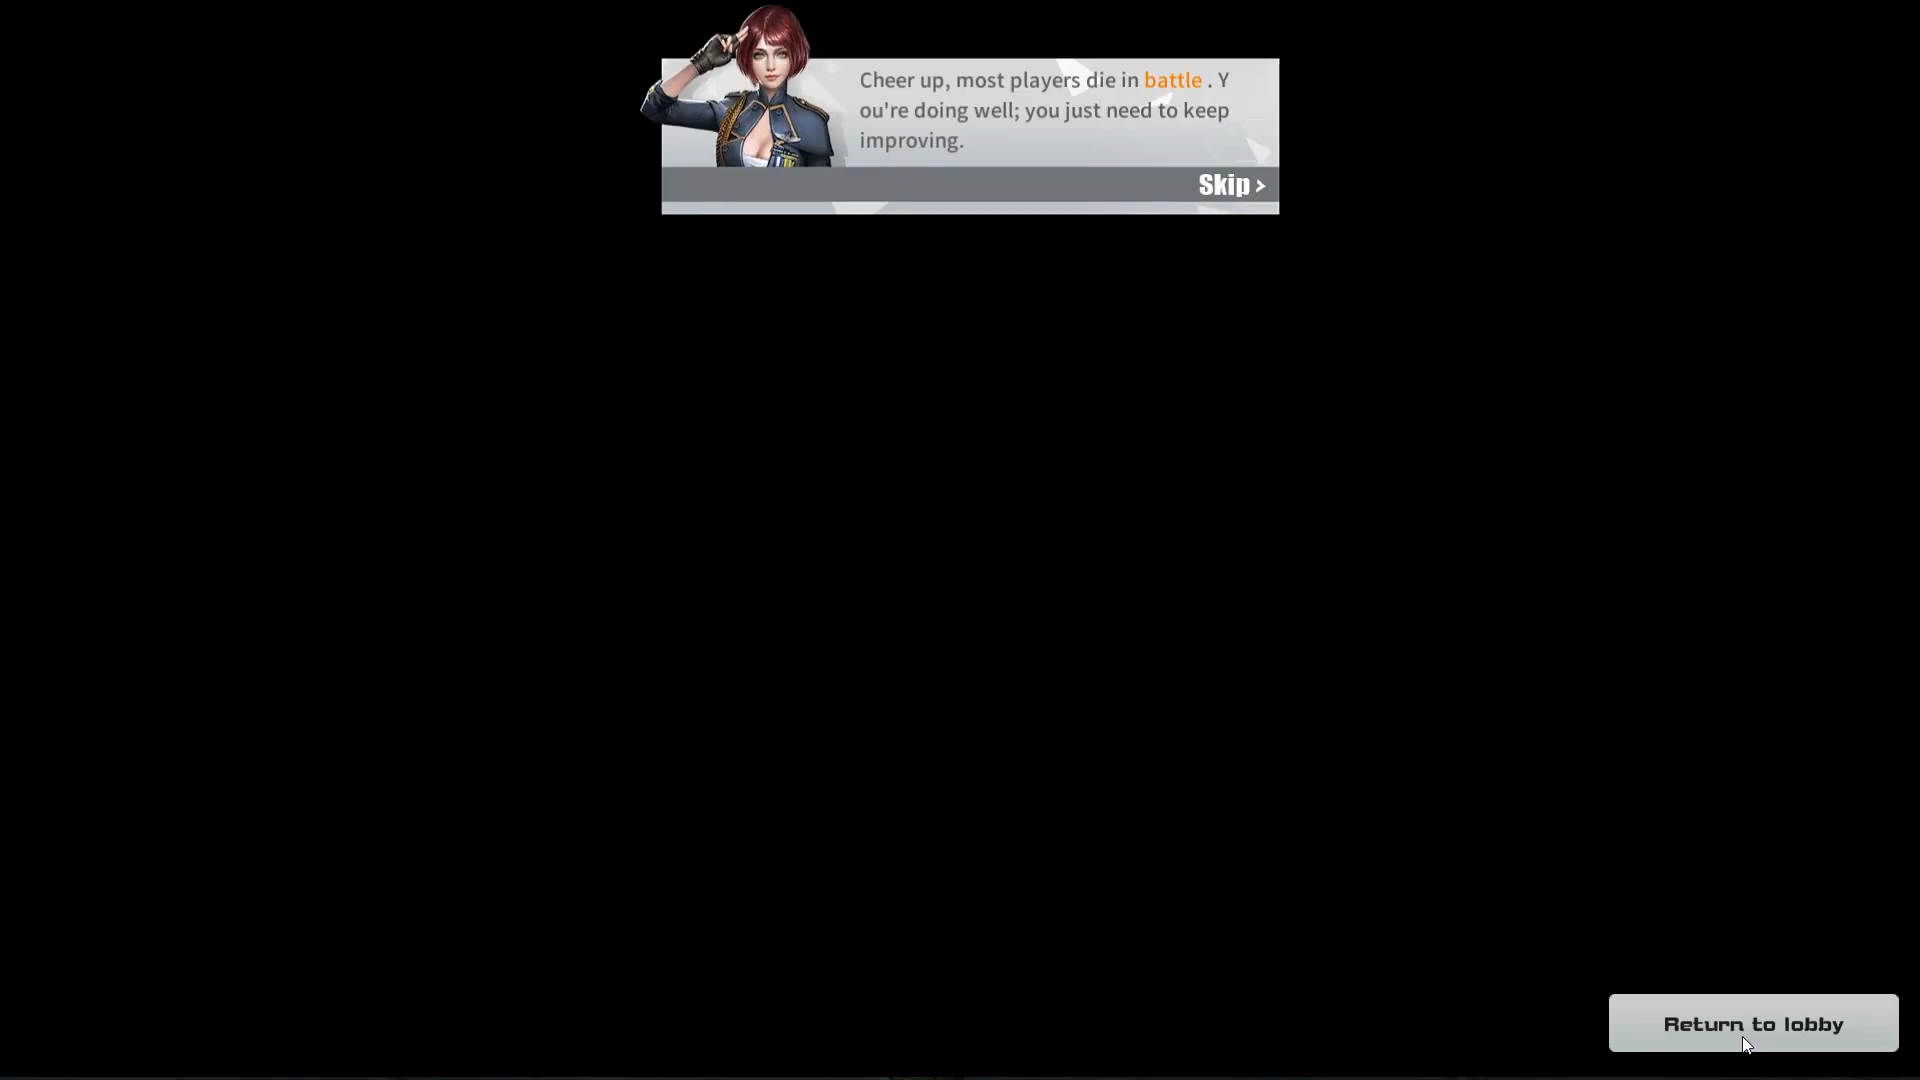 Cheer up, most players die in battle . Y
ou're doing well; you just need to keep
improving.
Skip >
Return to lobby